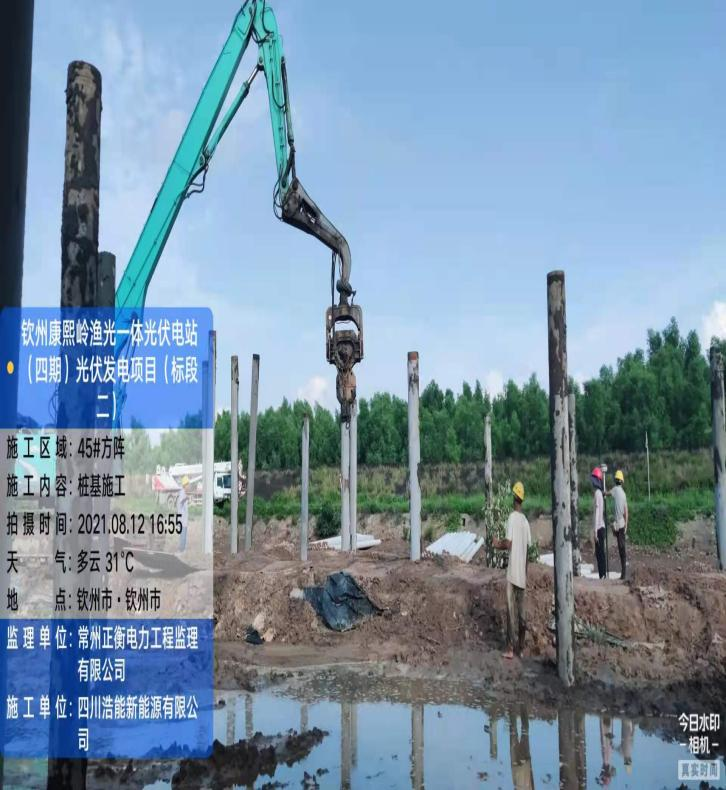 钦州康熙岭渔光一体光伏电站
（四期）光伏发电项目（标段
二）
施工区域：45#方阵
施工内容：桩基施工
拍摄时间：2021.08.12 16:55
天气：多云 31℃
地点：钦州市·钦州市
监理单位：常州正衡电力工程监理
有限公司
施工单位：四川浩能新能源有限公
司
今日水印
-相机-
真实时间